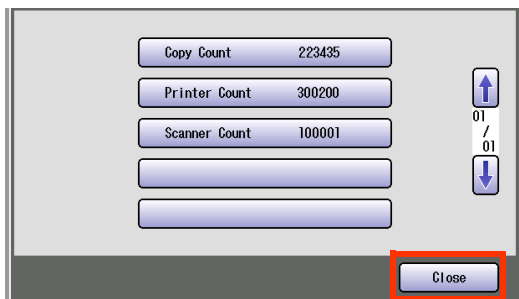 Copy Count 223435
Printer Count 300200
Scanner Count 100001
01
/
01
Close